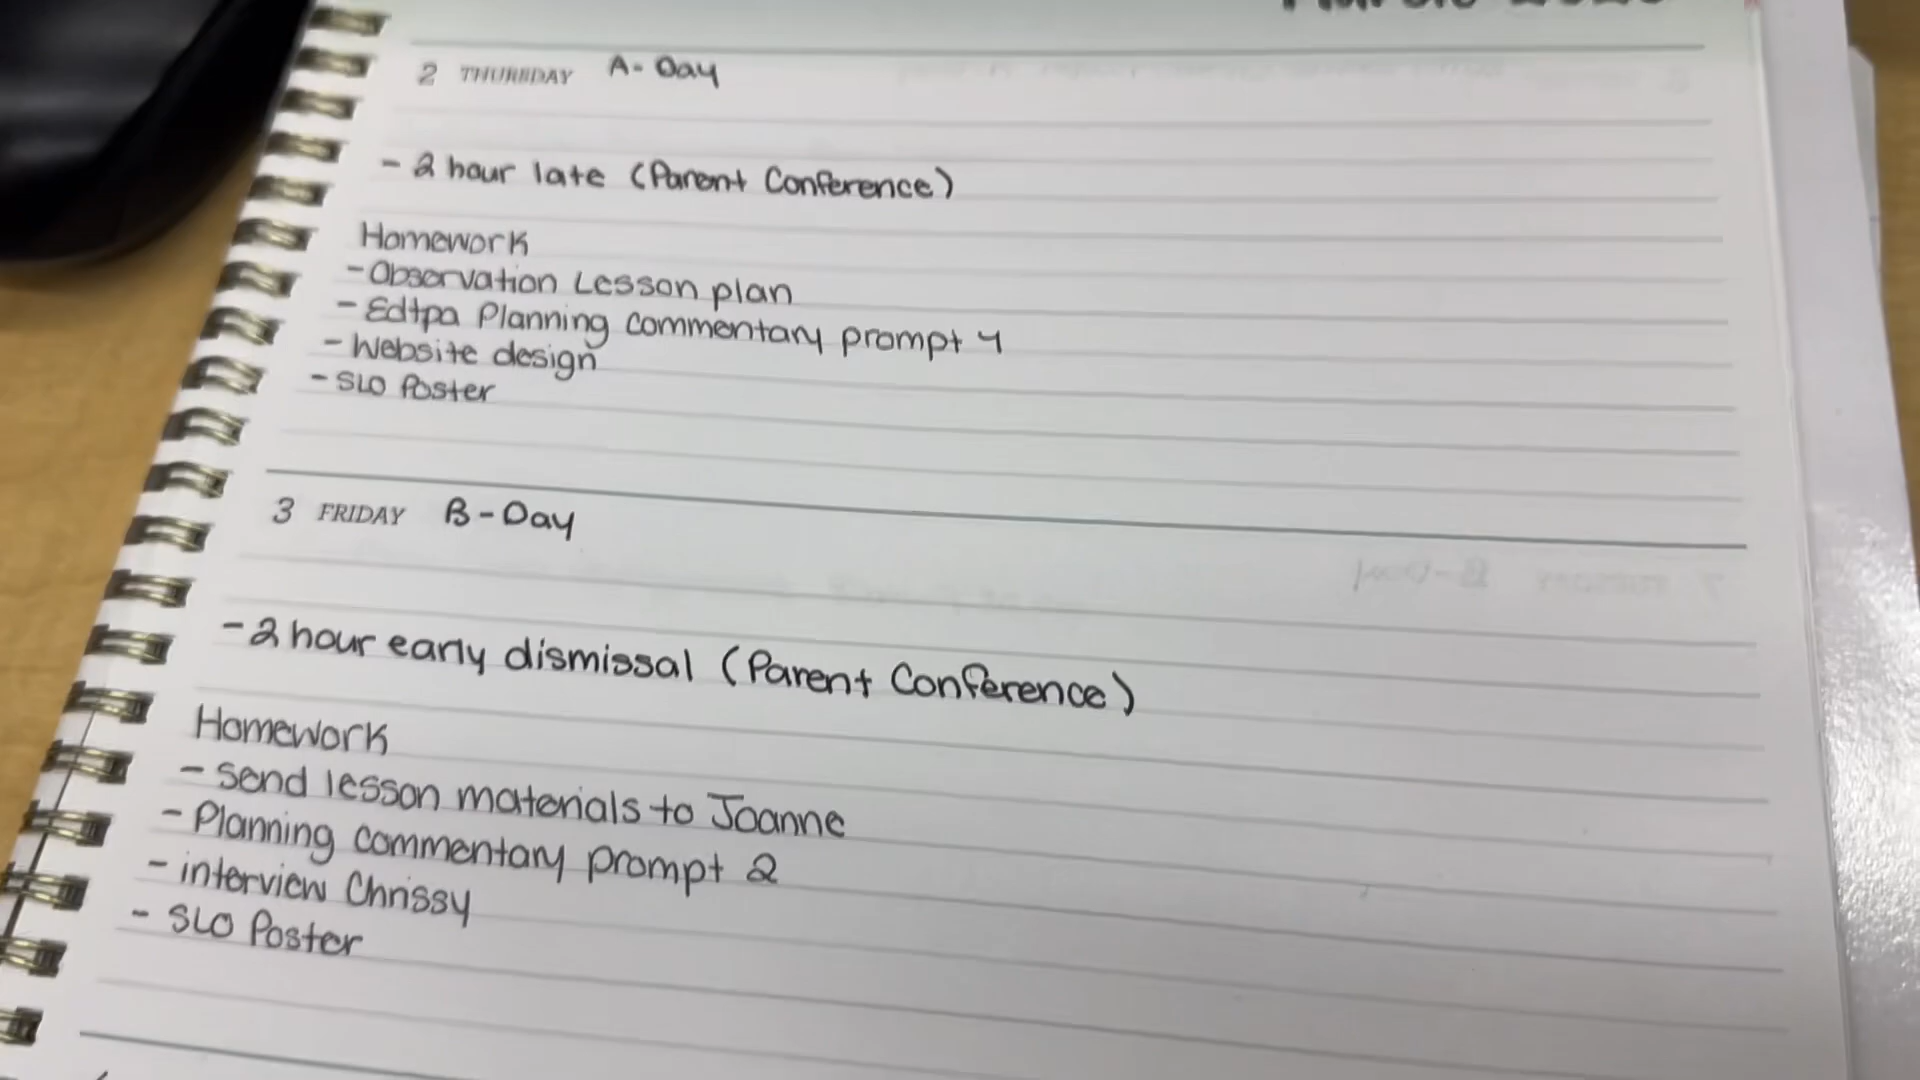 2 THURSDAY A-Day
- 2 hour late (Parent Conference)
Homework
- Observation Lesson plan
- Edtpa Planning commentary prompt 4
- Website design
- SLO Poster
3 FRIDAY B-Day
- 2 hour early dismissal (Parent Conference)
Homework
- send lesson materials to Joanne
- Planning commentary prompt 2
- interview Chrissy
- SLO Poster